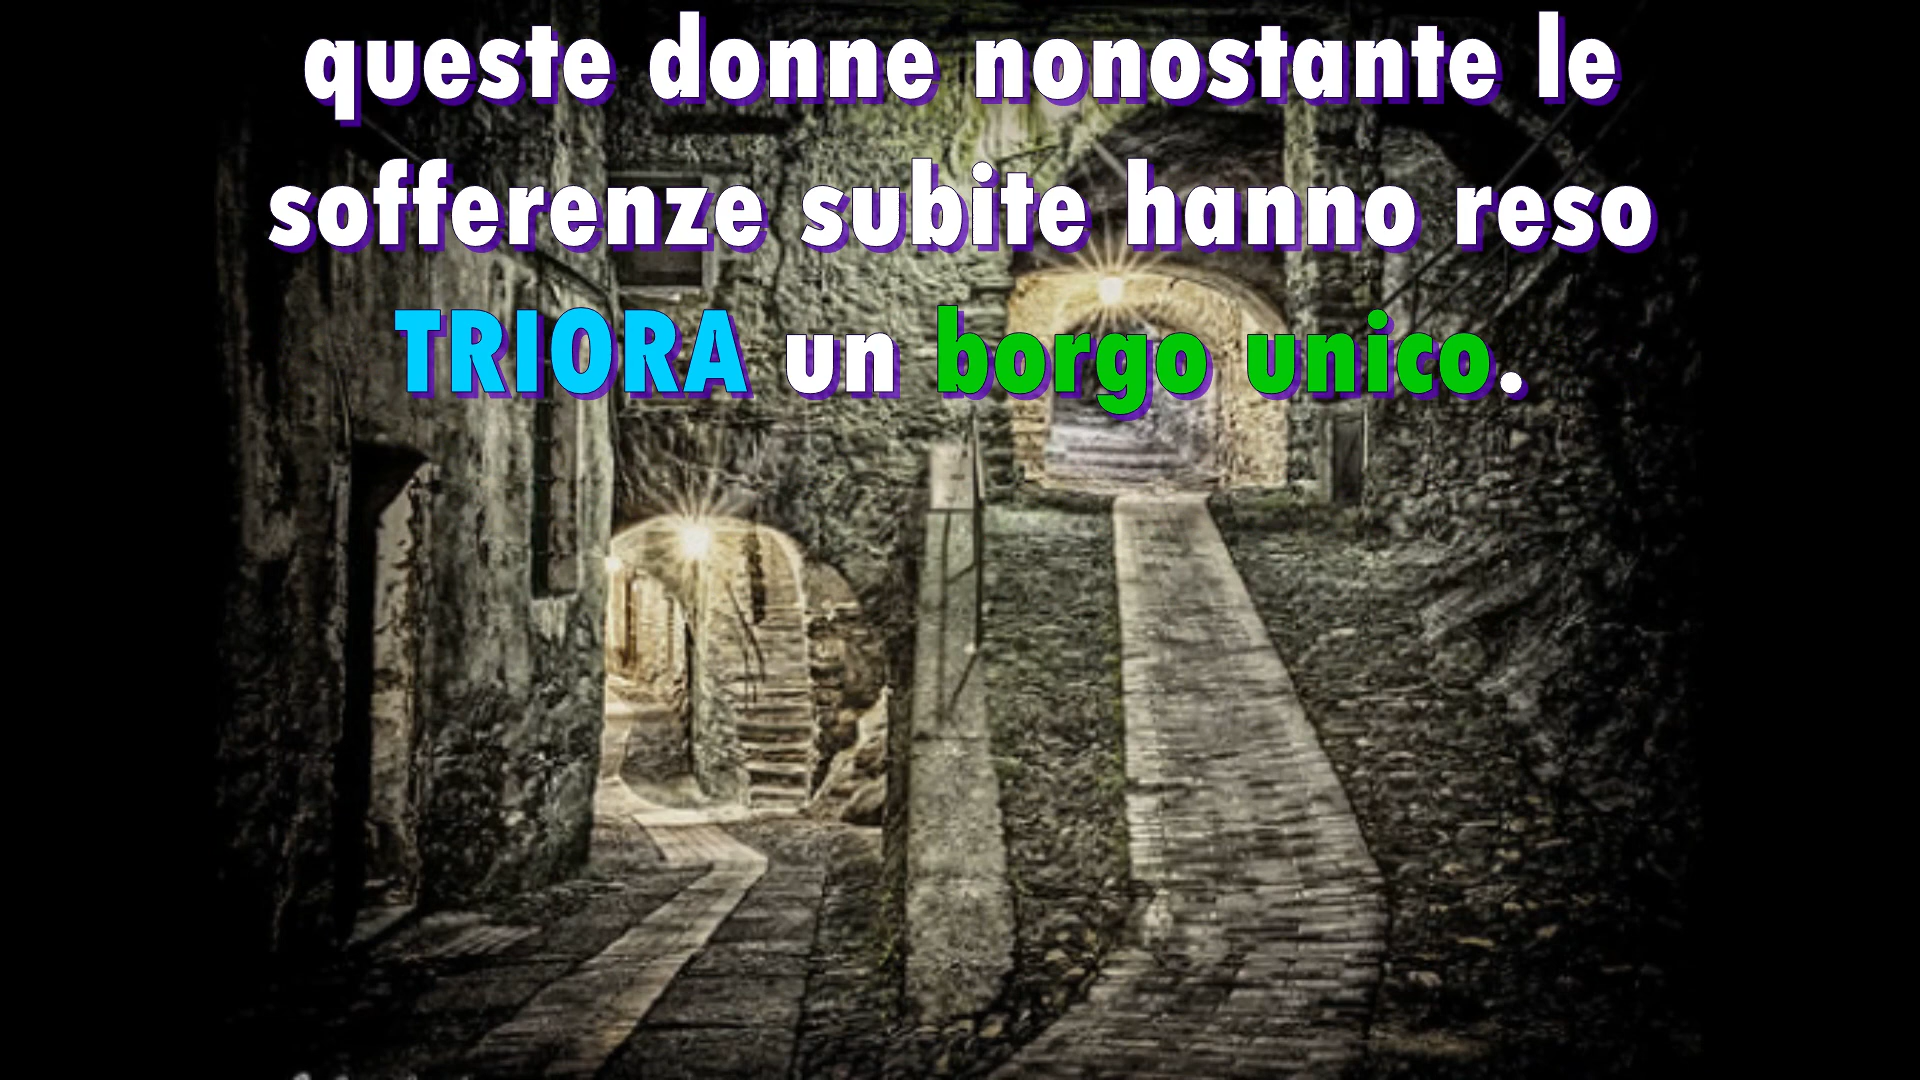 queste donne nonostante le
sofferenze subite hanno reso
TRIORA un borgo unico.